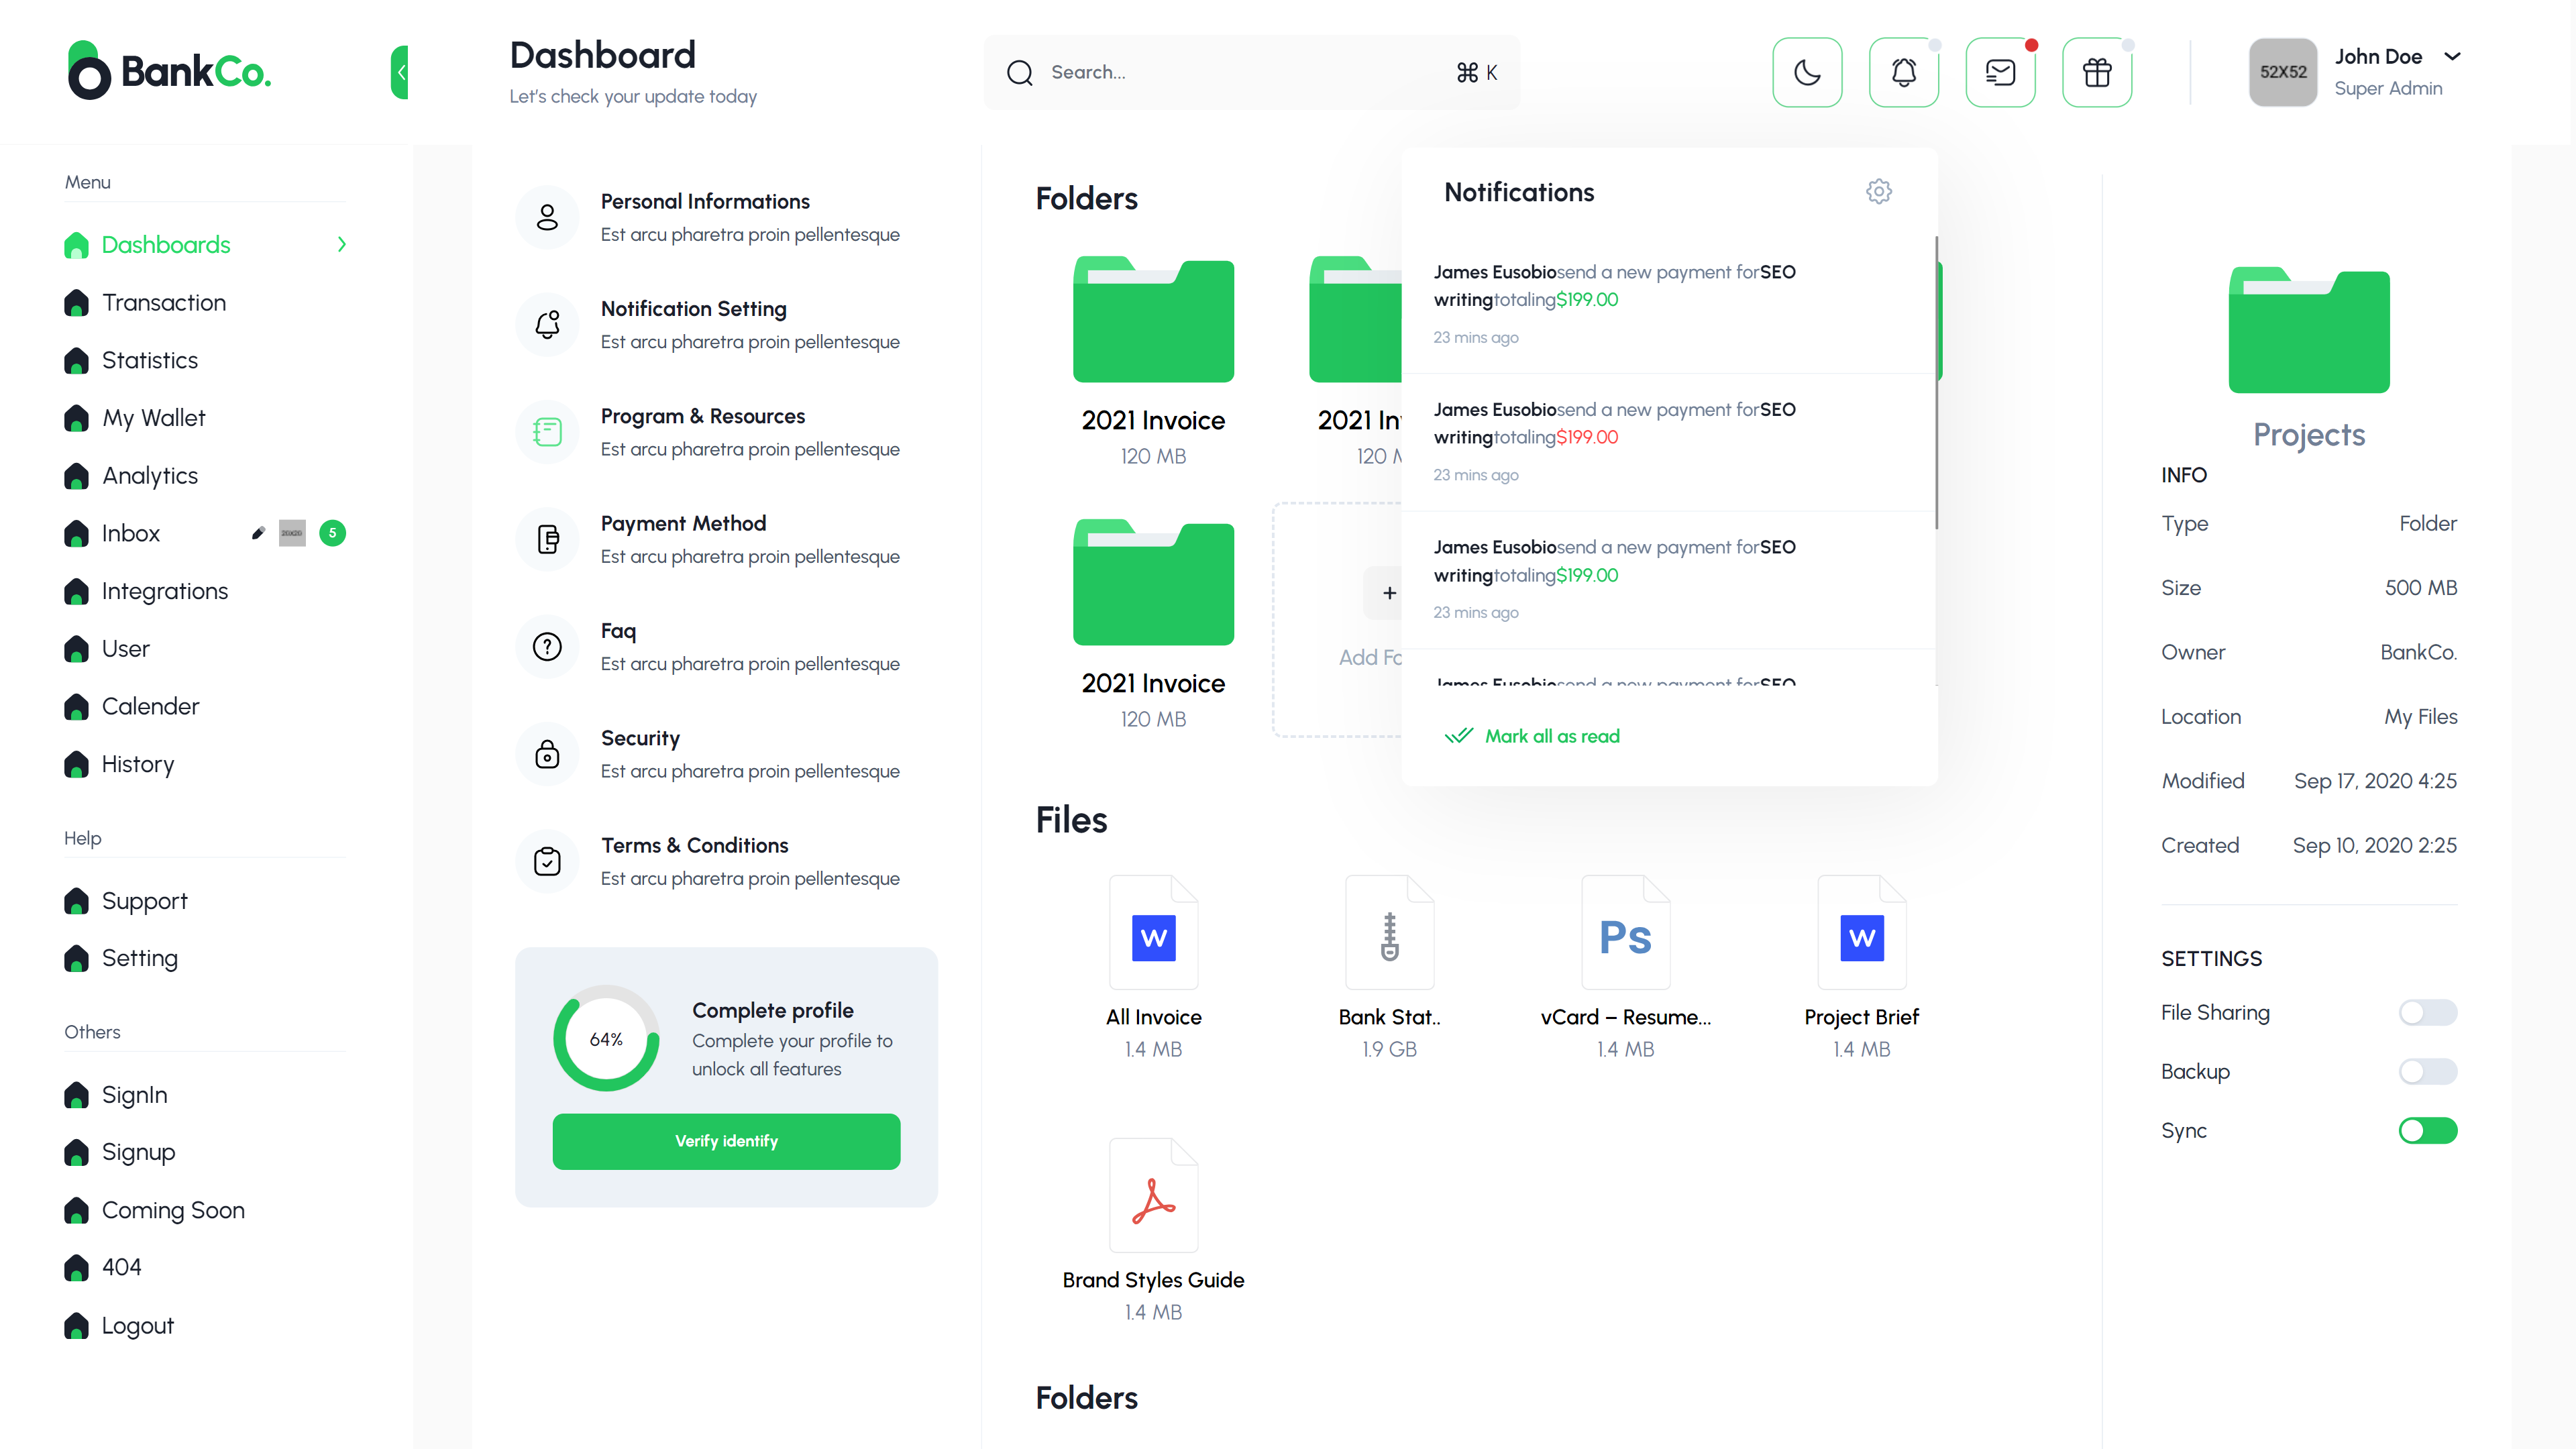 BankCo.
Dashboard
Let's check your update today
Search...
⌘ K
52X52
John Doe
Super Admin
Menu
Dashboards
Transaction
Statistics
My Wallet
Analytics
Inbox
5
Integrations
User
Calender
History
Help
Support
Setting
Others
SignIn
Signup
Coming Soon
404
Logout
Personal Informations
Est arcu pharetra proin pellentesque
Notification Setting
Est arcu pharetra proin pellentesque
Program & Resources
Est arcu pharetra proin pellentesque
Payment Method
Est arcu pharetra proin pellentesque
Faq
Est arcu pharetra proin pellentesque
Security
Est arcu pharetra proin pellentesque
Terms & Conditions
Est arcu pharetra proin pellentesque
64%
Complete profile
Complete your profile to
unlock all features
Verify identify
Folders
2021 Invoice
120 MB
2021 In
120 M
2021 Invoice
120 MB
+
Add Fo
Notifications
James Eusobiosend a new payment forSEO
writingtotaling$199.00
23 mins ago
James Eusobiosend a new payment forSEO
writingtotaling$199.00
23 mins ago
James Eusobiosend a new payment forSEO
writingtotaling$199.00
23 mins ago
James Eusobiosend a new payment forSEO
Mark all as read
Files
W
All Invoice
1.4 MB
Bank Stat..
1.9 GB
Ps
vCard – Resume...
1.4 MB
W
Project Brief
1.4 MB
Brand Styles Guide
1.4 MB
Folders
Projects
INFO
Type Folder
Size 500 MB
Owner BankCo.
Location My Files
Modified Sep 17, 2020 4:25
Created Sep 10, 2020 2:25
SETTINGS
File Sharing
Backup
Sync